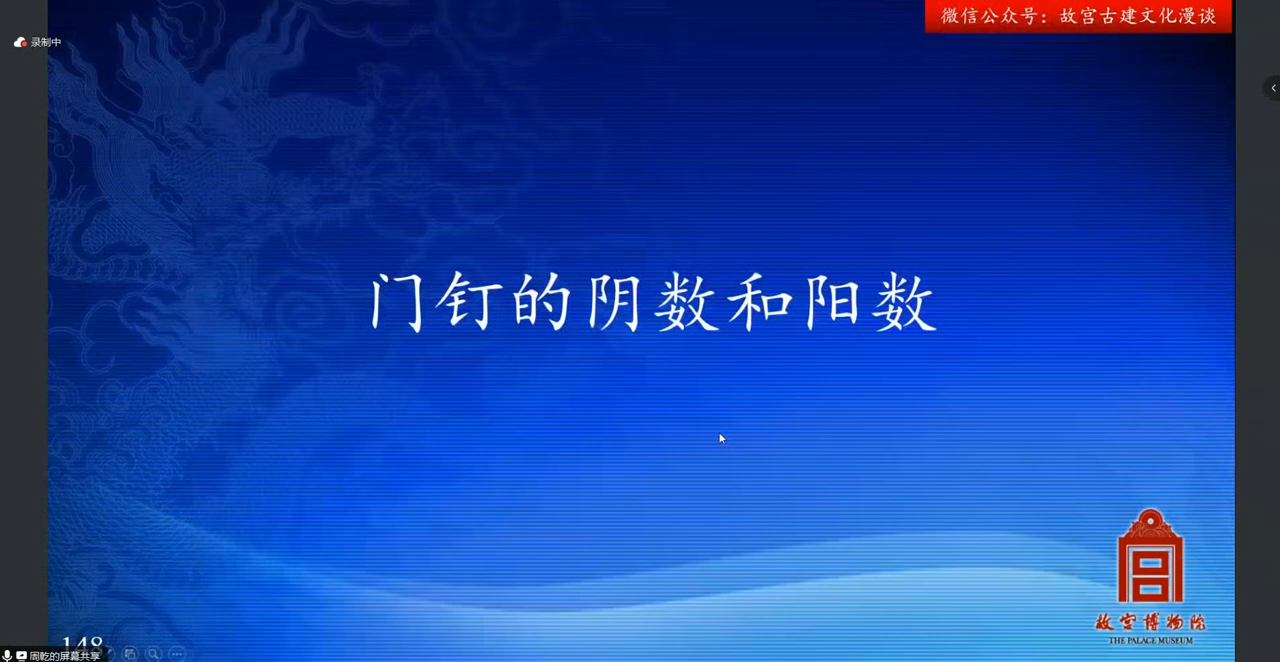 微信公众号：故宫古建文化漫谈
录制中
门钉的阴数和阳数
故宫博物院
THE PALACE MUSEUM
148
周乾的屏幕共享